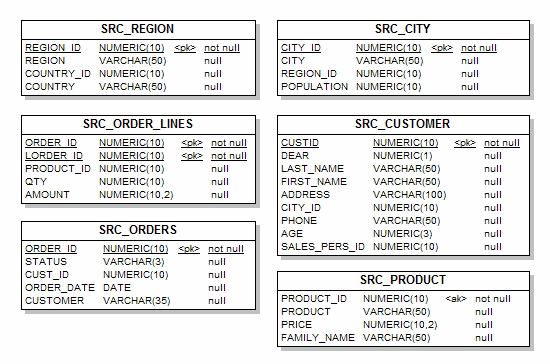 SRC_REGION
REGION_ID NUMERIC(10) <pk> not null
REGION VARCHAR(50) null
COUNTRY_ID NUMERIC(10) null
COUNTRY VARCHAR(50) null
SRC_CITY
CITY_ID NUMERIC(10) <pk> not null
CITY VARCHAR(50) null
REGION_ID NUMERIC(10) null
POPULATION NUMERIC(10) null
SRC_ORDER_LINES
ORDER_ID NUMERIC(10) <pk> not null
LORDER_ID NUMERIC(10) <pk> not null
PRODUCT_ID NUMERIC(10) null
QTY NUMERIC(10) null
AMOUNT NUMERIC(10,2) null
SRC_CUSTOMER
CUSTID NUMERIC(10) <pk> not null
DEAR NUMERIC(1) null
LAST_NAME VARCHAR(50) null
FIRST_NAME VARCHAR(50) null
ADDRESS VARCHAR(100) null
CITY_ID NUMERIC(10) null
PHONE VARCHAR(50) null
AGE NUMERIC(3) null
SALES_PERS_ID NUMERIC(10) null
SRC_ORDERS
ORDER_ID NUMERIC(10) <pk> not null
STATUS VARCHAR(3) null
CUST_ID NUMERIC(10) null
ORDER_DATE DATE null
CUSTOMER VARCHAR(35) null
SRC_PRODUCT
PRODUCT_ID NUMERIC(10) <ak> not null
PRODUCT VARCHAR(50) null
PRICE NUMERIC(10,2) null
FAMILY_NAME VARCHAR(50) null